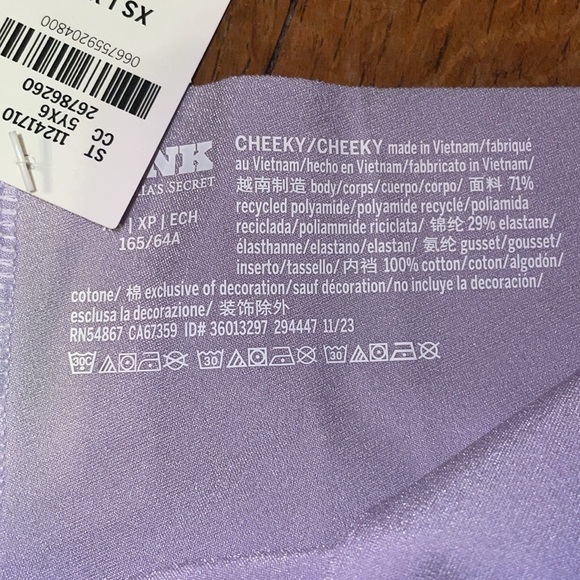 XS
0667559204800
ST 11241710
5YX6 CC
26786260
NK
A'S SECRET
| XP | ECH
165/64A
CHEEKY/CHEEKY made in Vietnam/fabriqué
au Vietnam/hecho en Vietnam/fabbricato in Vietnam/
越南制造 body/corps/cuerpo/corpo/ 面料 71%
recycled polyamide/polyamide recyclé/poliamida
reciclada/poliammide riciclata/ 锦纶 29% elastane/
élasthanne/elastano/elastan/ 氨纶 gusset/gousset/
inserto/tassello/ 内裆 100% cotton/coton/algodón/
cotone/ 棉 exclusive of decoration/sauf décoration/no incluye la decoración/
esclusa la decorazione/ 装饰除外
RN54867 CA67359 ID# 36013297 294447 11/23
30C 30 30